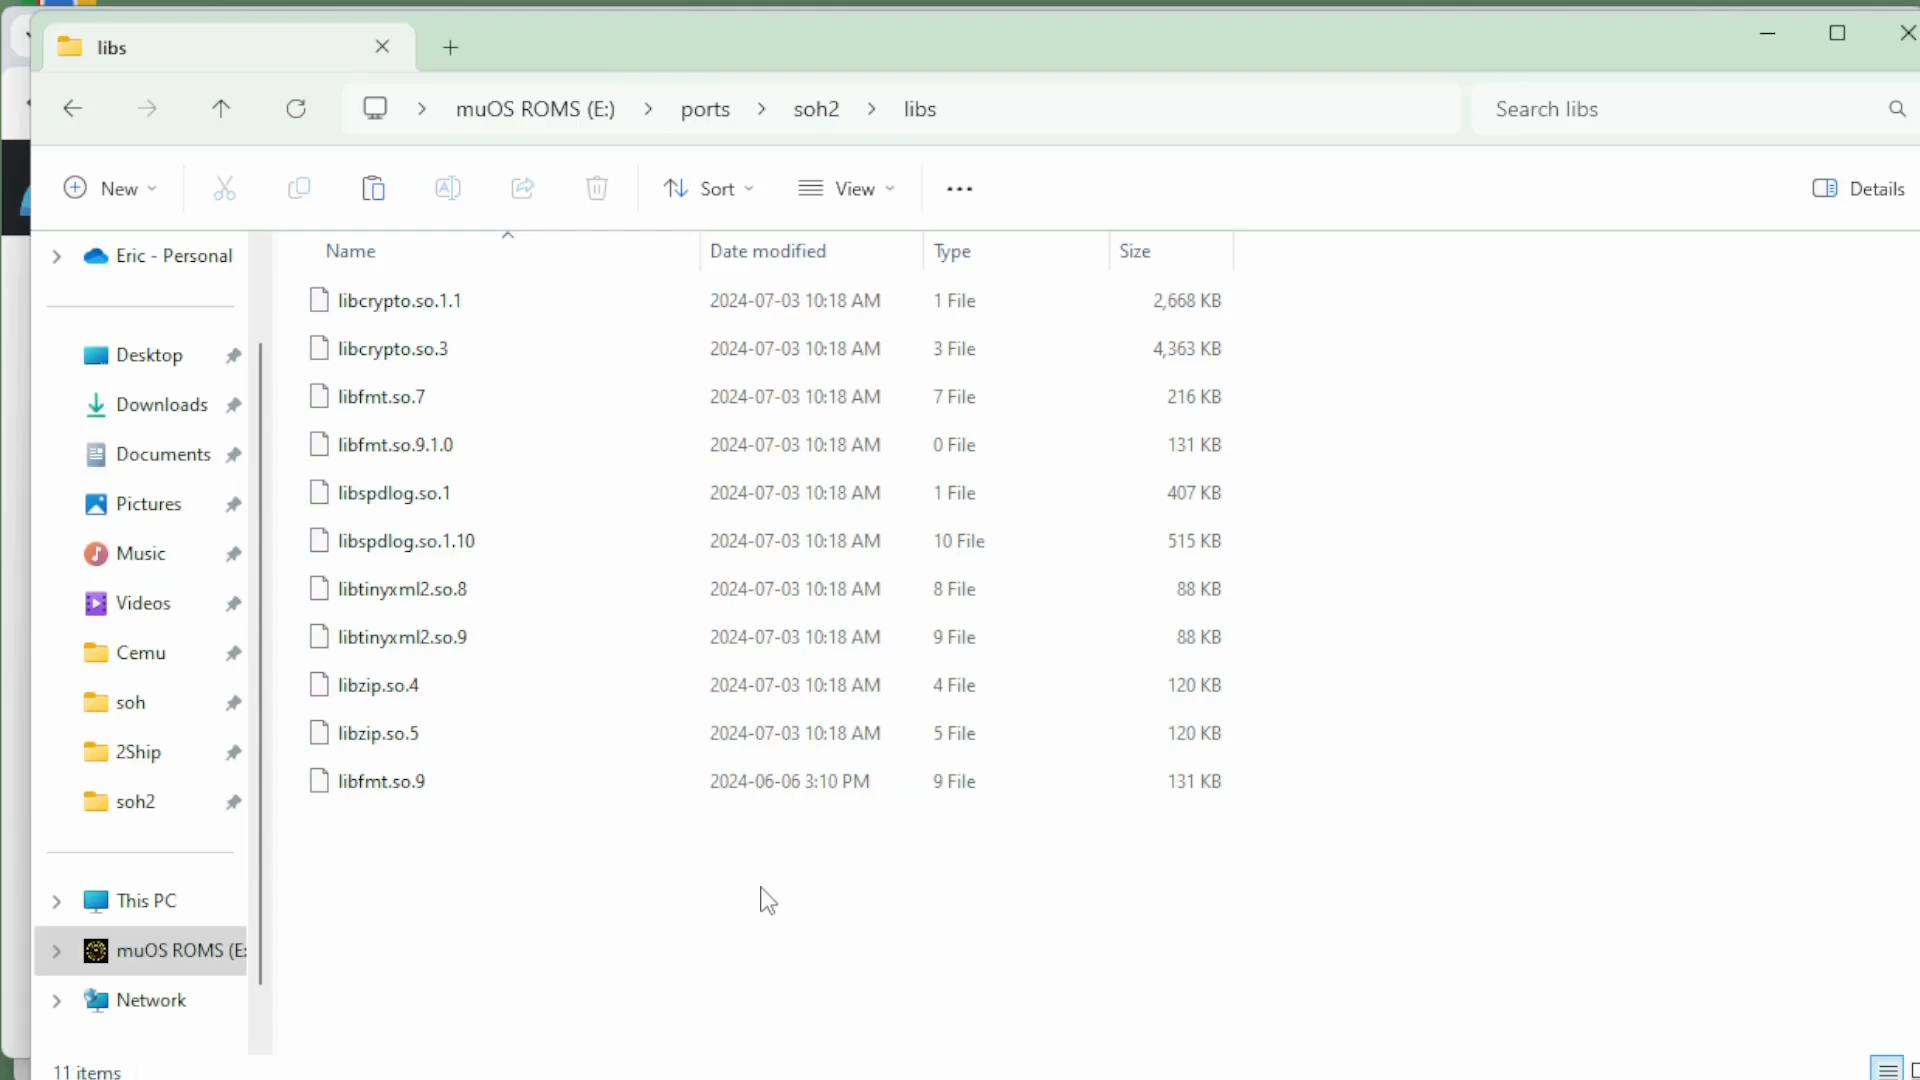 libs
muOS ROMS (E:) > ports > soh2 > libs
Search libs
New
Sort
View
Details
Name Date modified Type Size
libcrypto.so.1.1 2024-07-03 10:18 AM 1 File 2,668 KB
libcrypto.so.3 2024-07-03 10:18 AM 3 File 4,363 KB
libfmt.so.7 2024-07-03 10:18 AM 7 File 216 KB
libfmt.so.9.1.0 2024-07-03 10:18 AM 0 File 131 KB
libspdlog.so.1 2024-07-03 10:18 AM 1 File 407 KB
libspdlog.so.1.10 2024-07-03 10:18 AM 10 File 515 KB
libtinyxml2.so.8 2024-07-03 10:18 AM 8 File 88 KB
libtinyxml2.so.9 2024-07-03 10:18 AM 9 File 88 KB
libzip.so.4 2024-07-03 10:18 AM 4 File 120 KB
libzip.so.5 2024-07-03 10:18 AM 5 File 120 KB
libfmt.so.9 2024-06-06 3:10 PM 9 File 131 KB
Eric - Personal
Desktop
Downloads
Documents
Pictures
Music
Videos
Cemu
soh
2Ship
soh2
This PC
muOS ROMS (E:
Network
11 items